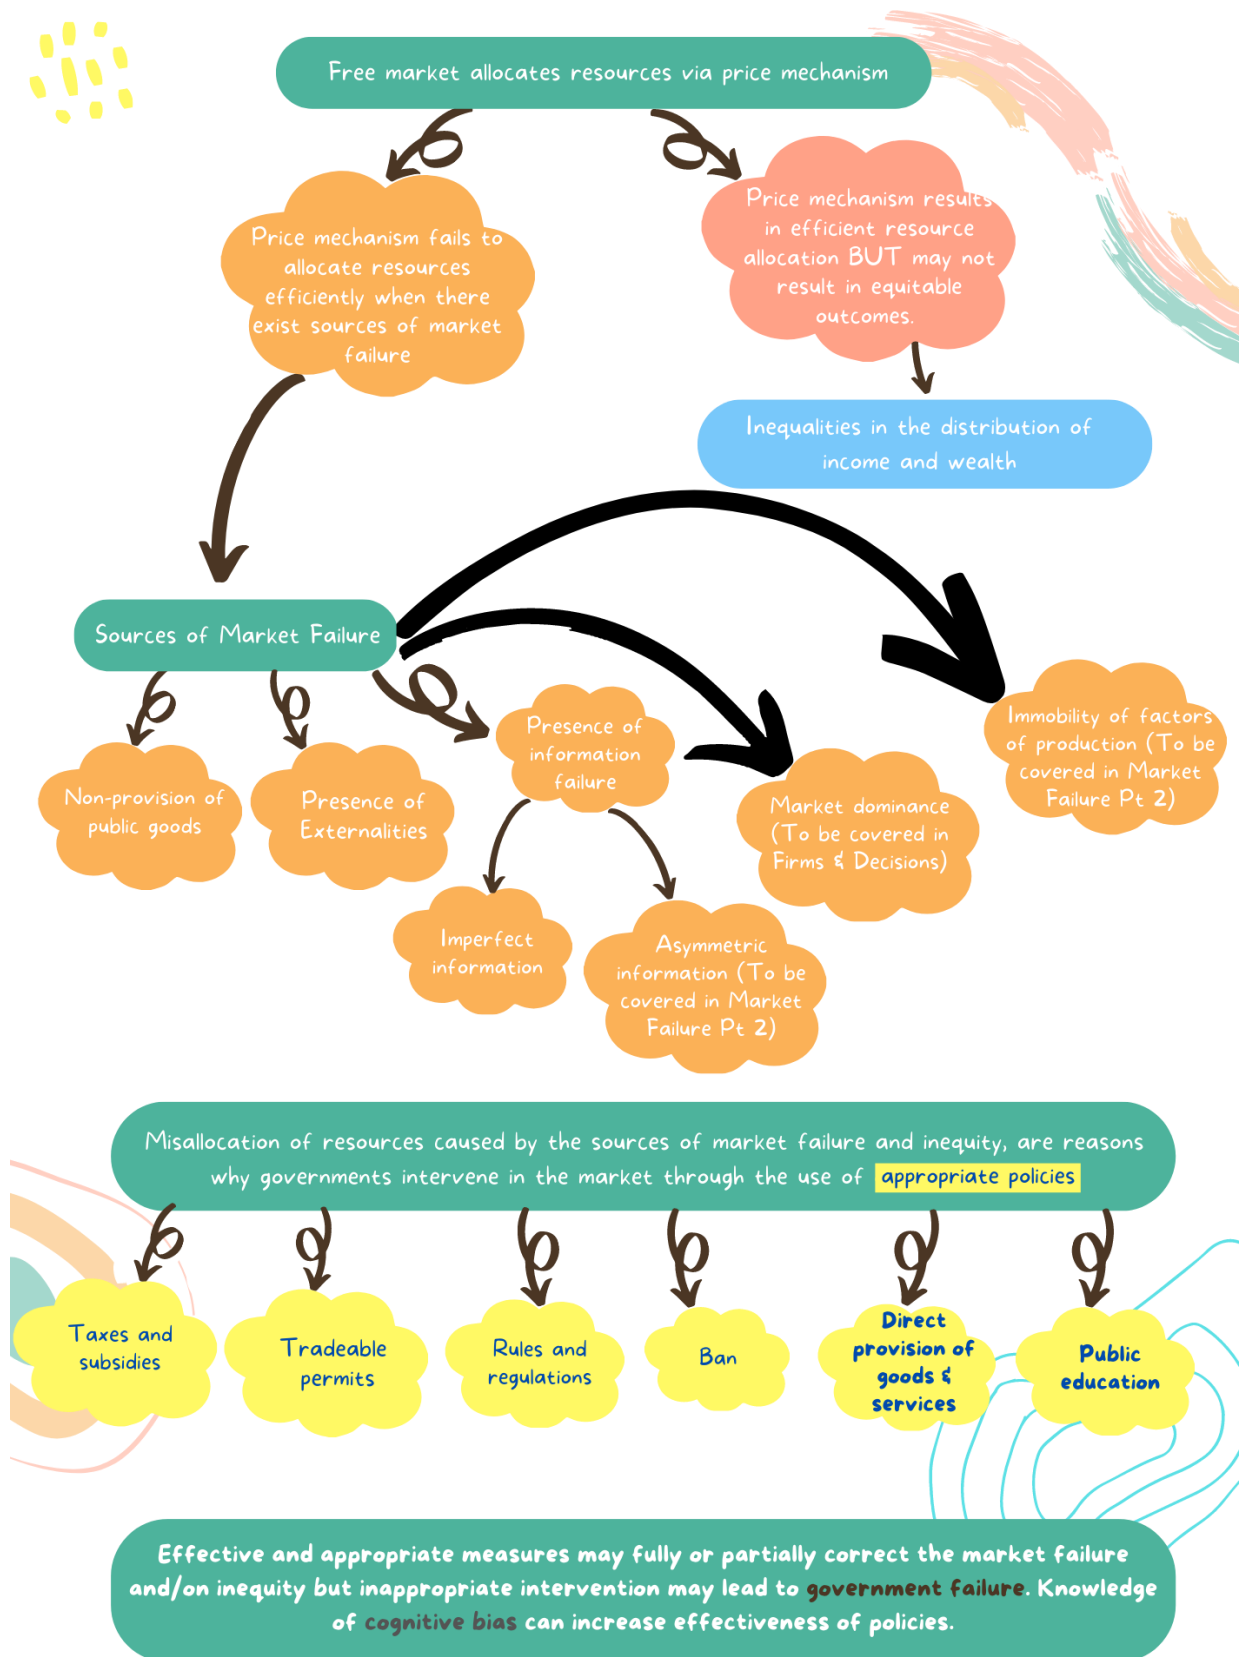 Free market allocates resources via price mechanism
Price mechanism fails to
allocate resources
efficiently when there
exist sources of market
failure
Price mechanism results
in efficient resource
allocation BUT may not
result in equitable
outcomes.
Inequalities in the distribution of
income and wealth
Sources of Market Failure
Non-provision of
public goods
Presence of
Externalities
Presence of
information
failure
Market dominance
(To be covered in
Firms & Decisions)
Immobility of factors
of production (To be
covered in Market
Failure Pt 2)
Imperfect
information
Asymmetric
information (To be
covered in Market
Failure Pt 2)
Misallocation of resources caused by the sources of market failure and inequity, are reasons
why governments intervene in the market through the use of appropriate policies
Taxes and
subsidies
Tradeable
permits
Rules and
regulations
Ban
Direct
provision of
goods &
services
Public
education
Effective and appropriate measures may fully or partially correct the market failure
and/on inequity but inappropriate intervention may lead to government failure. Knowledge
of cognitive bias can increase effectiveness of policies.